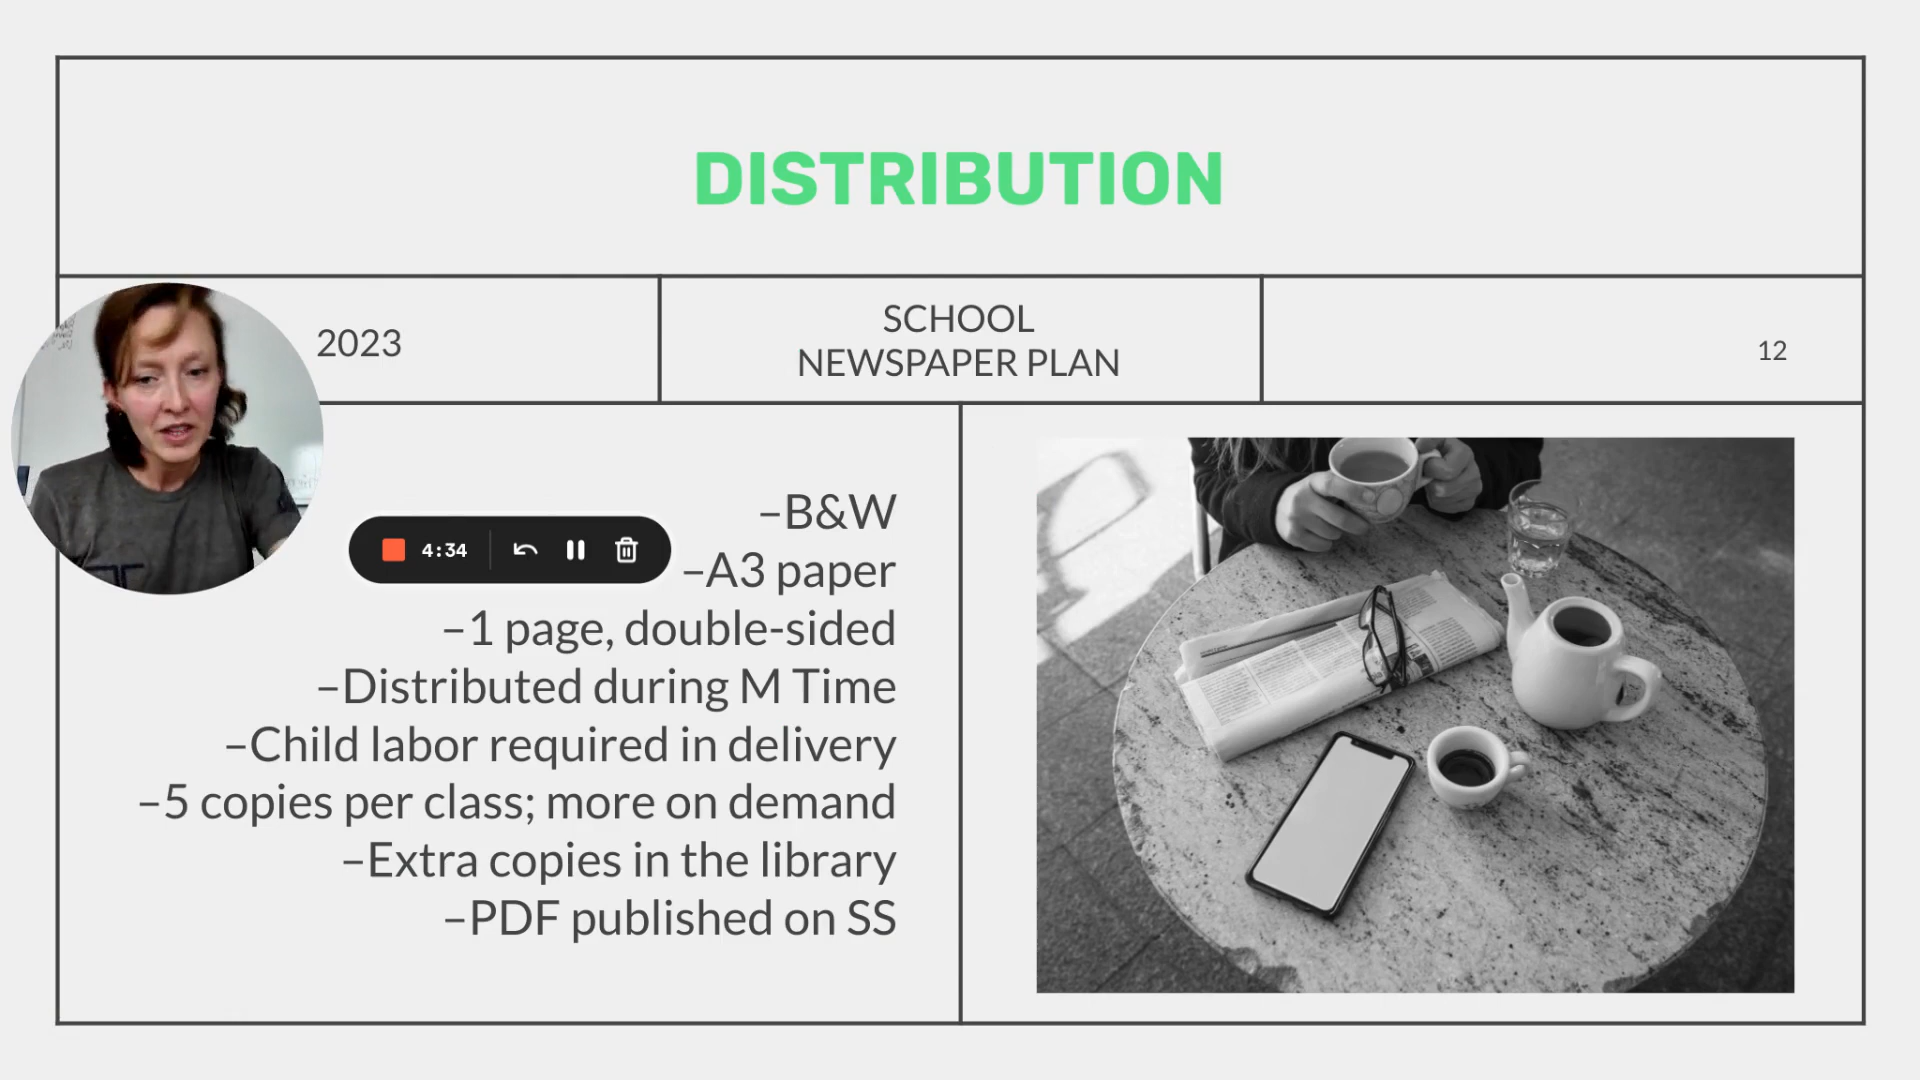 DISTRIBUTION
2023
SCHOOL
NEWSPAPER PLAN
12
–B&W
4:34
–A3 paper
–1 page, double-sided
–Distributed during M Time
–Child labor required in delivery
–5 copies per class; more on demand
–Extra copies in the library
–PDF published on SS